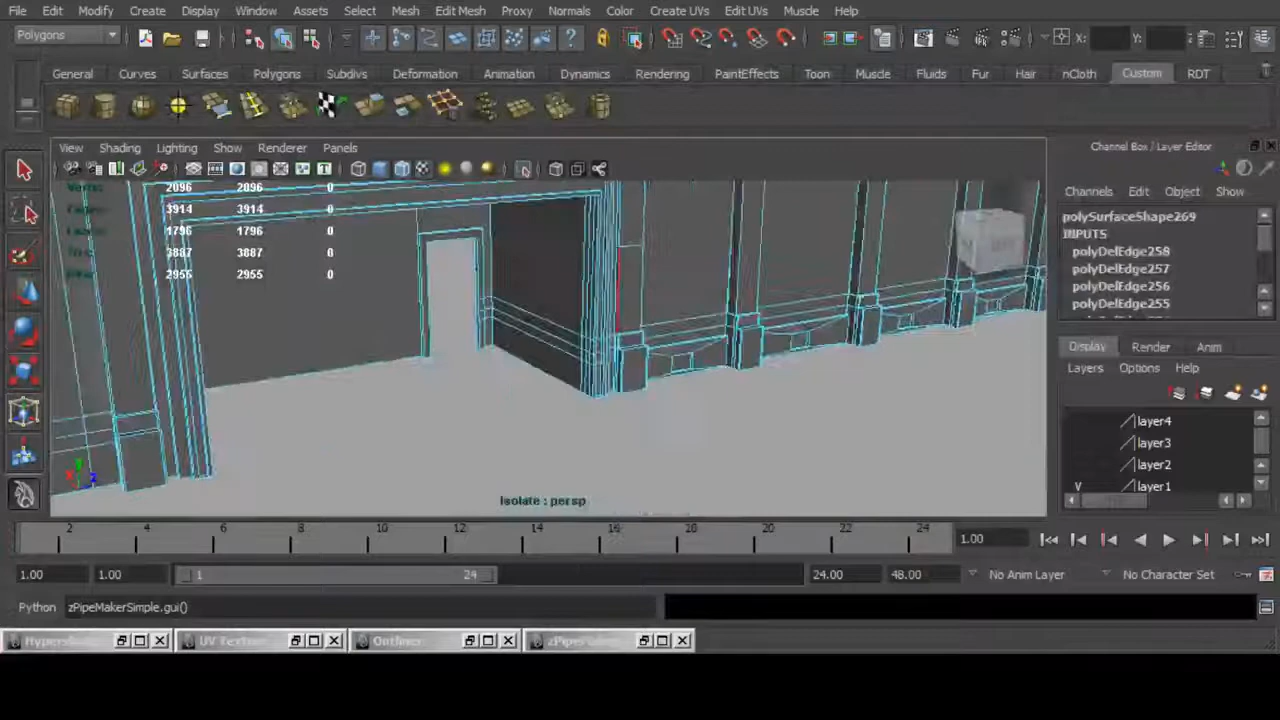 File Edit Modify Create Display Window Assets Select Mesh Edit Mesh Proxy Normals Color Create UVs Edit UVs Muscle Help
Polygons X: Y:
General Curves Surfaces Polygons Subdivs Deformation Animation Dynamics Rendering PaintEffects Toon Muscle Fluids Fur Hair nCloth Custom RDT
View Shading Lighting Show Renderer Panels
Channel Box / Layer Editor
Channels Edit Object Show
2096 2096 0
3914 3914 0
1796 1796 0
3887 3887 0
2955 2955 0
polySurfaceShape269
INPUTS
polyDelEdge258
polyDelEdge257
polyDelEdge256
polyDelEdge255
Display Render Anim
Layers Options Help
layer4
layer3
layer2
V layer1
Isolate : persp
2 4 6 8 10 12 14 16 18 20 22 24 1.00
1.00 1.00 1 24 24.00 48.00 No Anim Layer No Character Set
Python zPipeMakerSimple.gui()
UV Textur Outliner